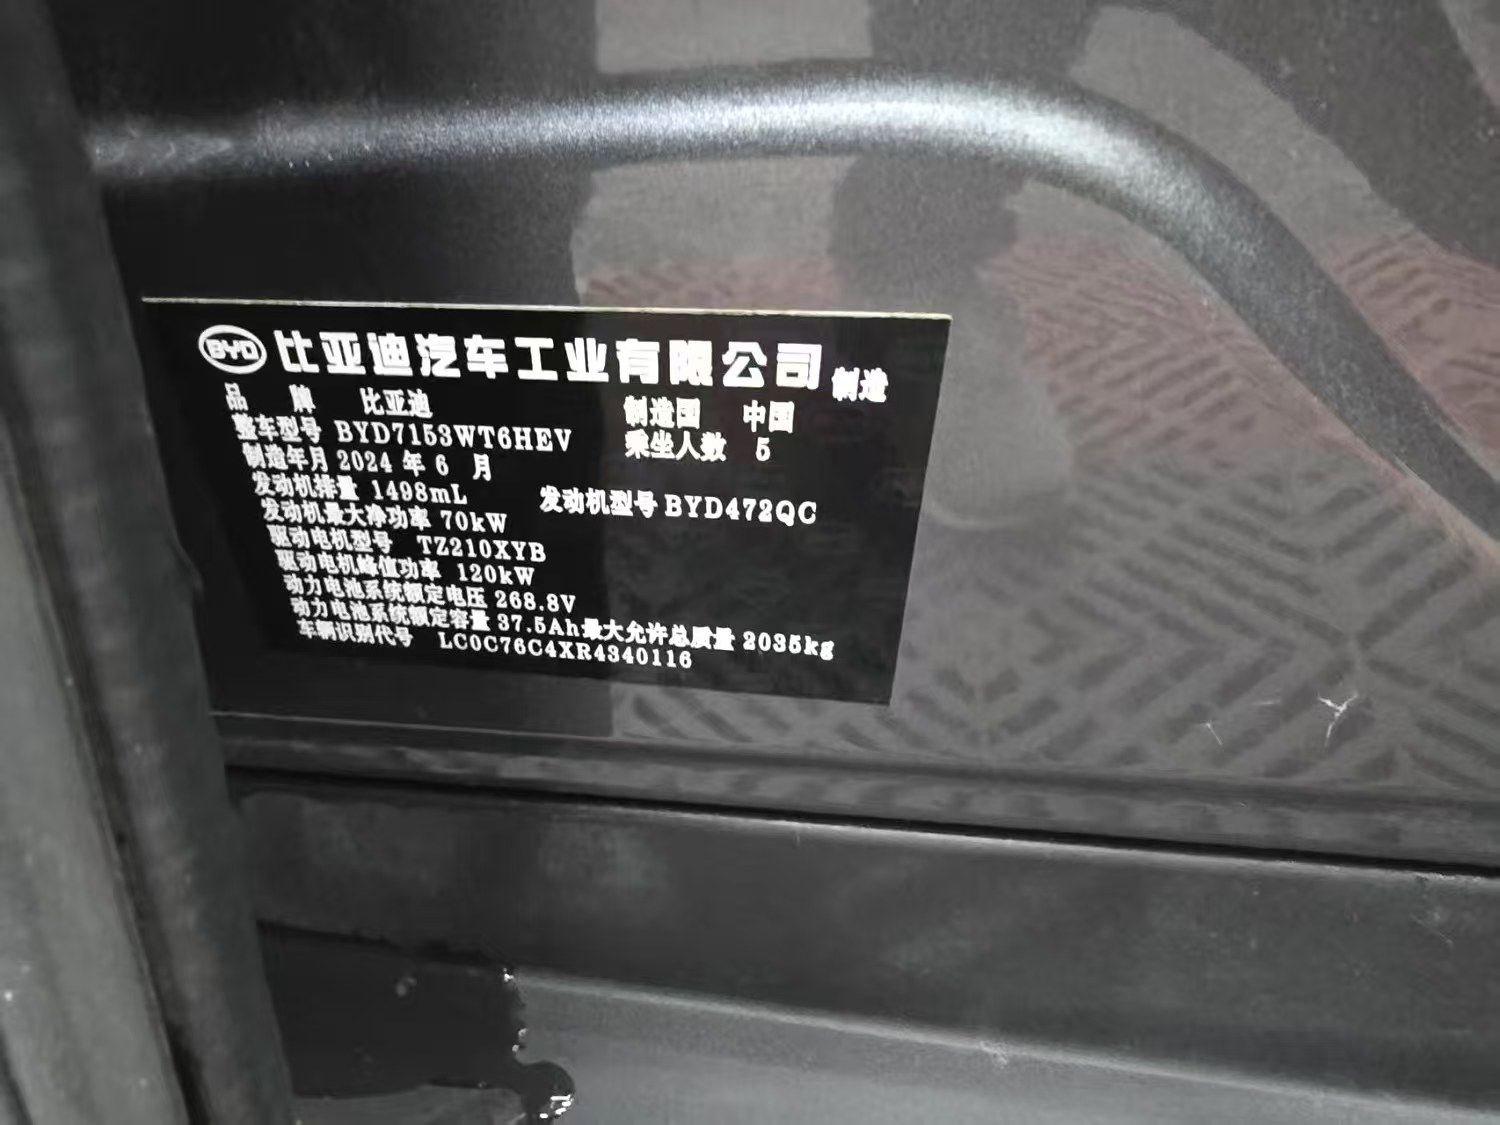 BYD 比亚迪汽车工业有限公司 制造
品牌 比亚迪 制造国 中国
整车型号 BYD7153WT6HEV 乘坐人数 5
制造年月 2024 年 6 月
发动机排量 1498mL 发动机型号 BYD472QC
发动机最大净功率 70kW
驱动电机型号 TZ210XYB
驱动电机峰值功率 120kW
动力电池系统额定电压 268.8V
动力电池系统额定容量 37.5Ah 最大允许总质量 2035kg
车辆识别代号 LC0C76C4XR4340116